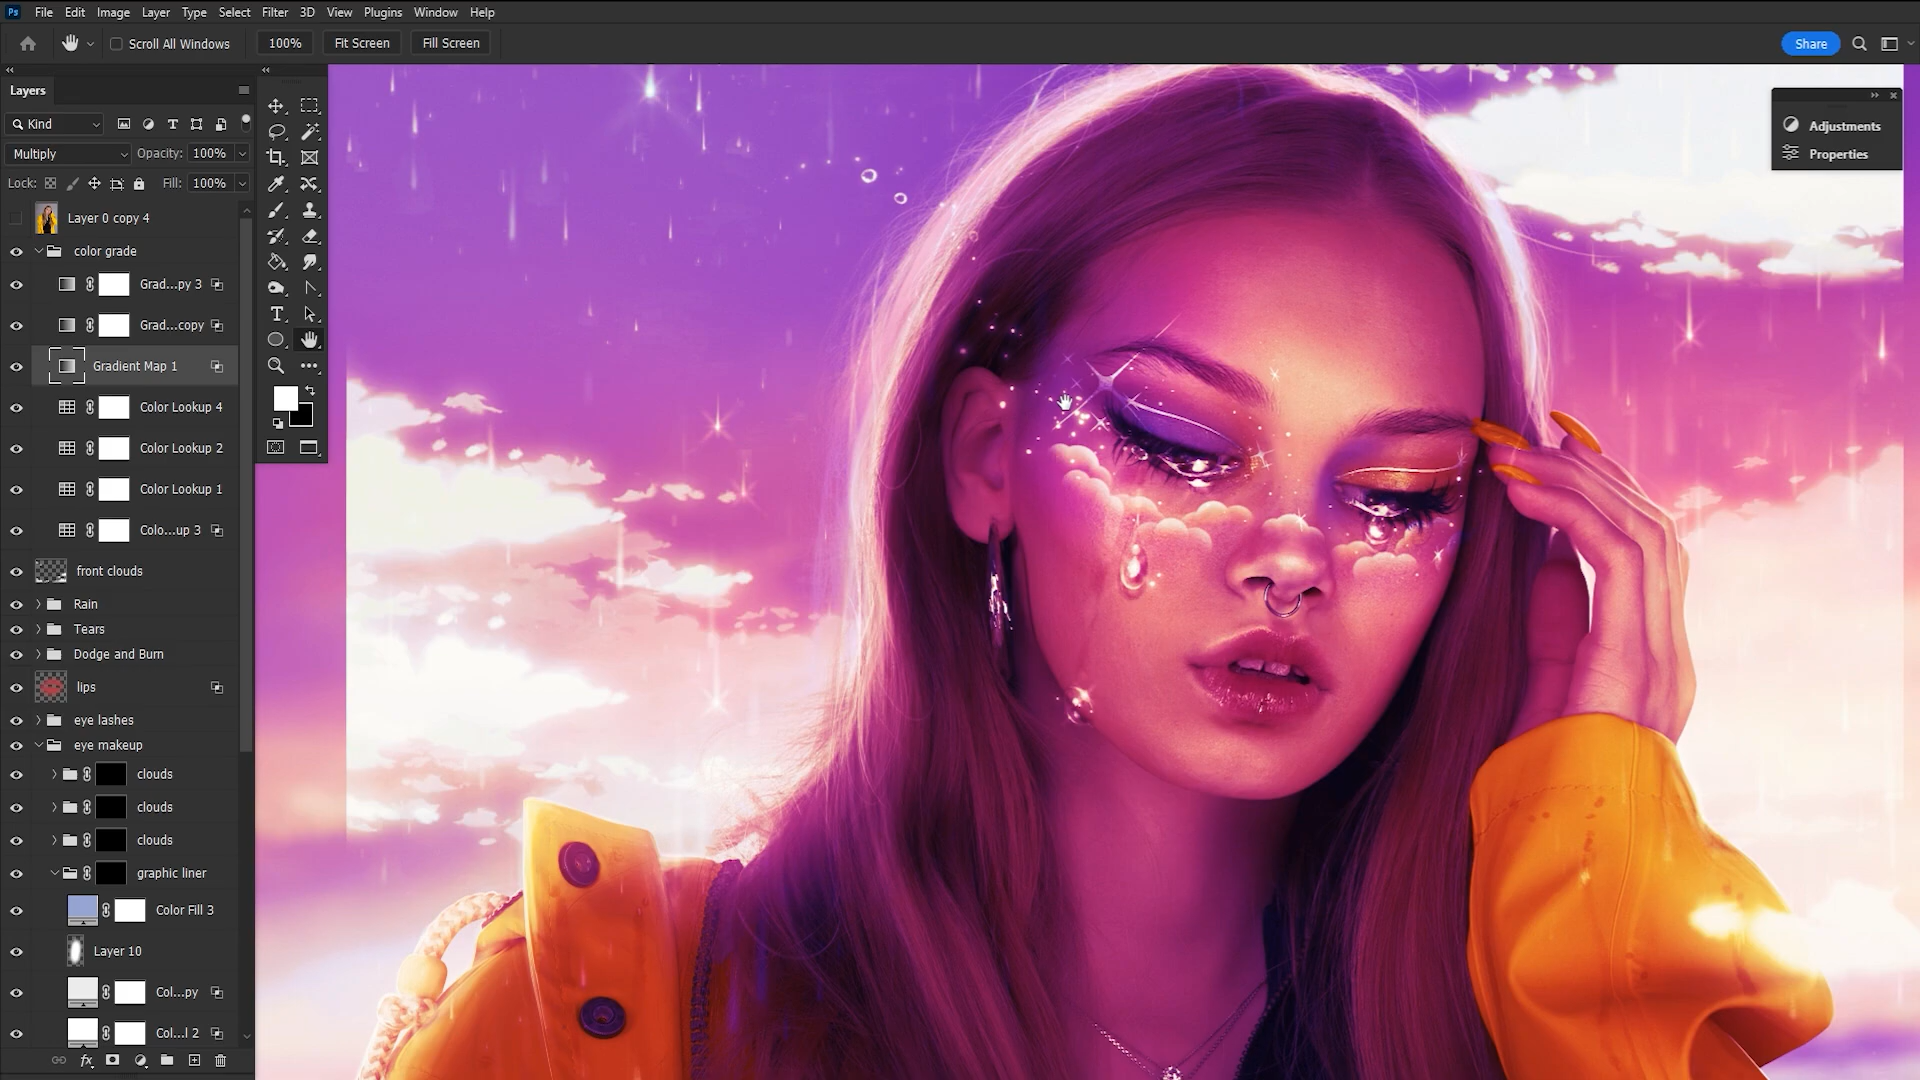 Ps File Edit Image Layer Type Select Filter 3D View Plugins Window Help
Scroll All Windows 100% Fit Screen Fill Screen Share
Layers
Kind
Multiply Opacity: 100%
Lock: Fill: 100%
Layer 0 copy 4
color grade
Grad...py 3
Grad...copy
Gradient Map 1
Color Lookup 4
Color Lookup 2
Color Lookup 1
Colo...up 3
front clouds
Rain
Tears
Dodge and Burn
lips
eye lashes
eye makeup
clouds
clouds
clouds
graphic liner
Color Fill 3
Layer 10
Col...py
Col...l 2
fx
T
Adjustments
Properties